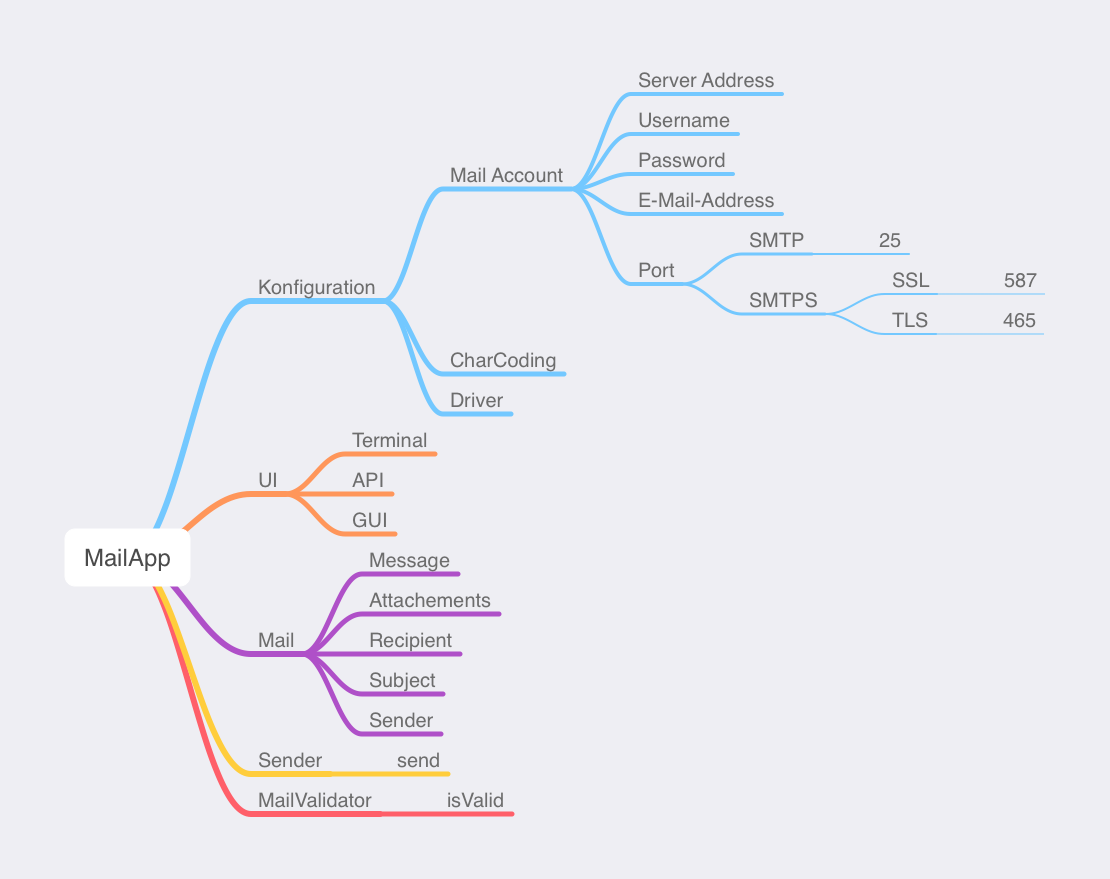 Server Address
Username
Password
E-Mail-Address
Mail Account
Port
SMTP 25
SMTPS
SSL 587
TLS 465
Konfiguration
CharCoding
Driver
Terminal
UI
API
GUI
MailApp
Message
Attachements
Mail
Recipient
Subject
Sender
Sender send
MailValidator isValid